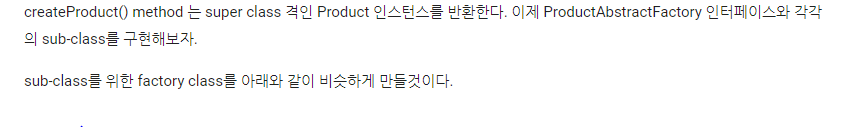 createProduct() method 는 super class 격인 Product 인스턴스를 반환한다. 이제 ProductAbstractFactory 인터페이스와 각각
의 sub-class를 구현해보자.
sub-class를 위한 factory class를 아래와 같이 비슷하게 만들것이다.